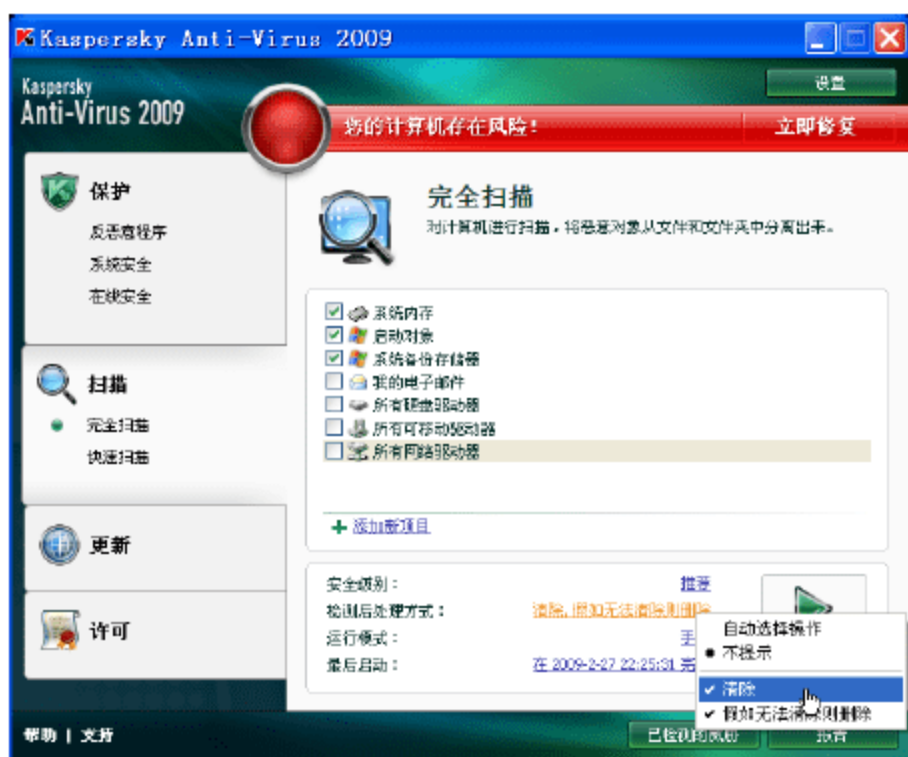 Kaspersky Anti-Virus 2009
Kaspersky
Anti-Virus 2009
设置
您的计算机存在风险！
立即修复
保护
反恶意程序
系统安全
在线安全
扫描
完全扫描
快速扫描
更新
许可
完全扫描
对计算机进行扫描，将恶意对象从文件和文件夹中分离出来。
系统内存
启动对象
系统备份存储器
我的电子邮件
所有硬盘驱动器
所有可移动驱动器
所有网络驱动器
添加新项目
安全级别： 推荐
检测后处理方式： 清除, 假如无法清除则删除
运行模式： 手
最后启动： 在 2009-2-27 22:25:31 完
自动选择操作
不提示
清除
假如无法清除则删除
帮助 | 支持
已检测的威胁
报告